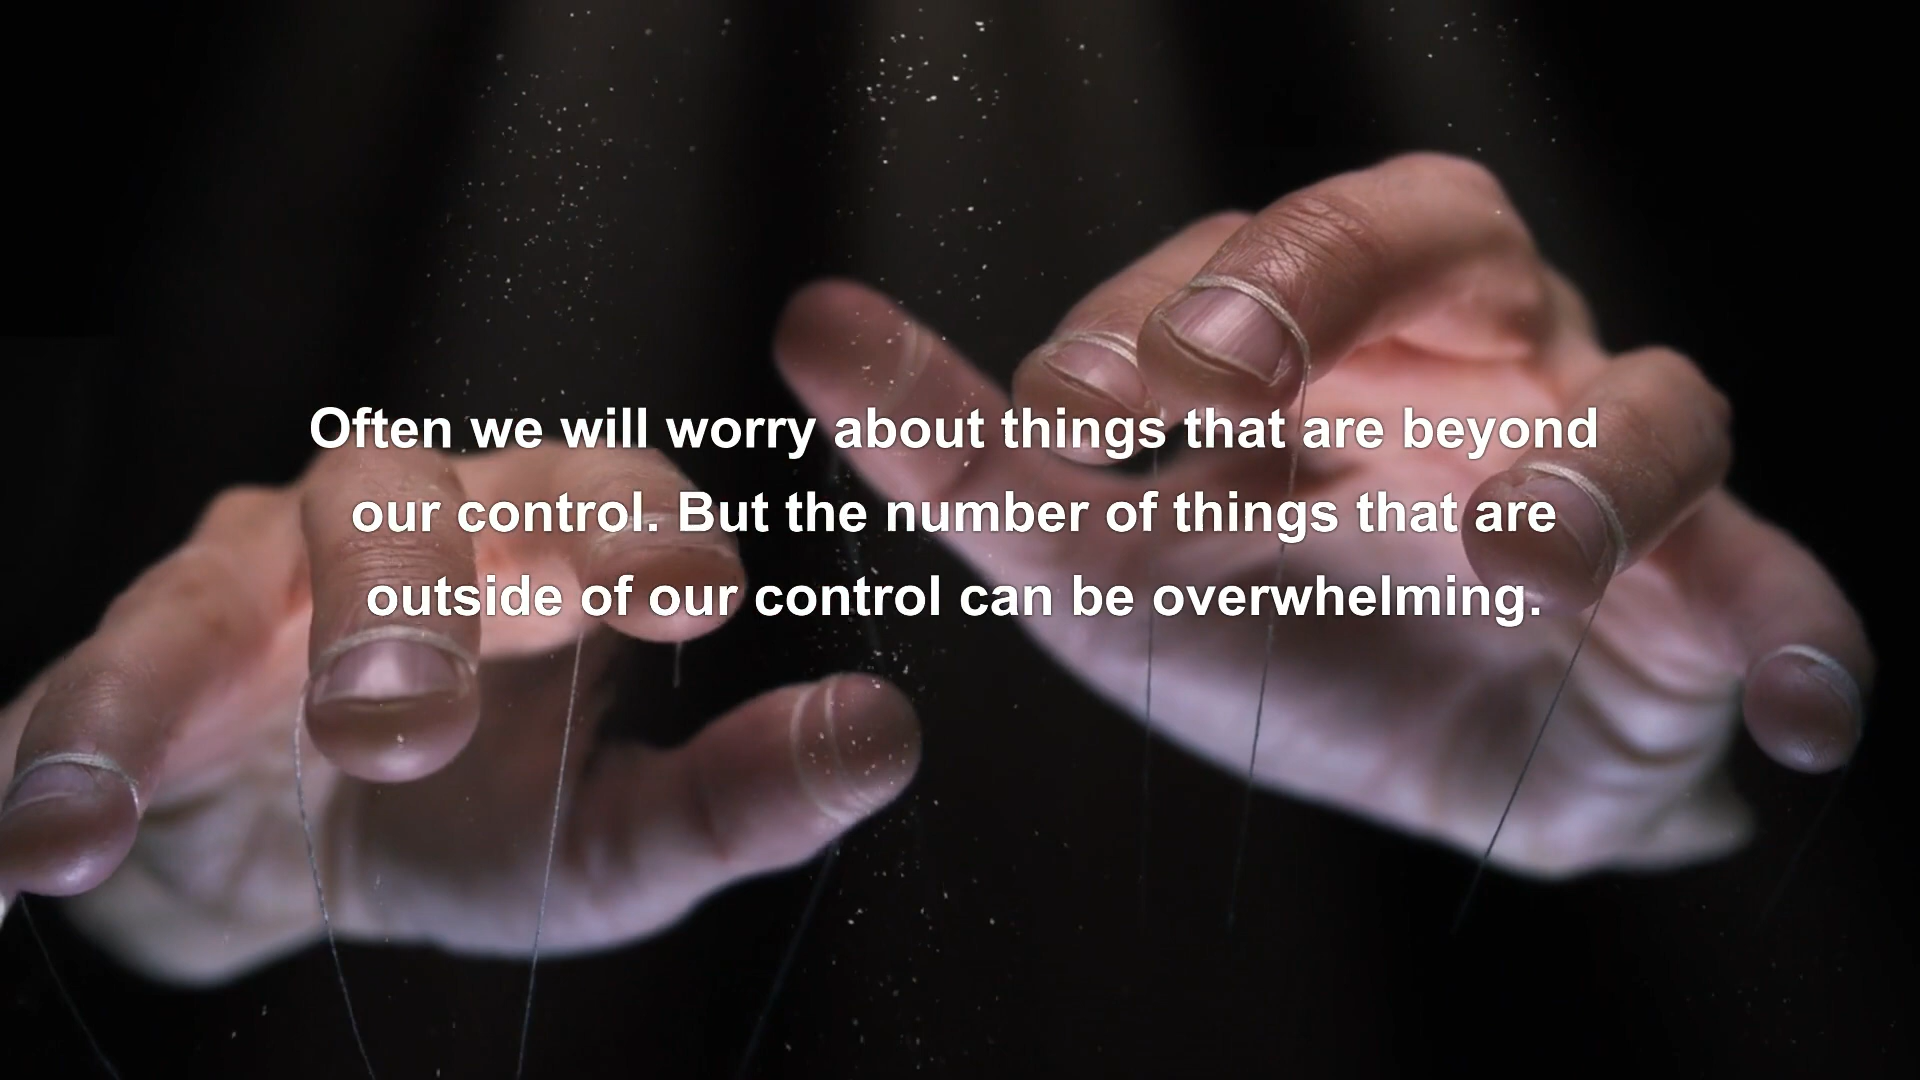 Often we will worry about things that are beyond
our control. But the number of things that are
outside of our control can be overwhelming.